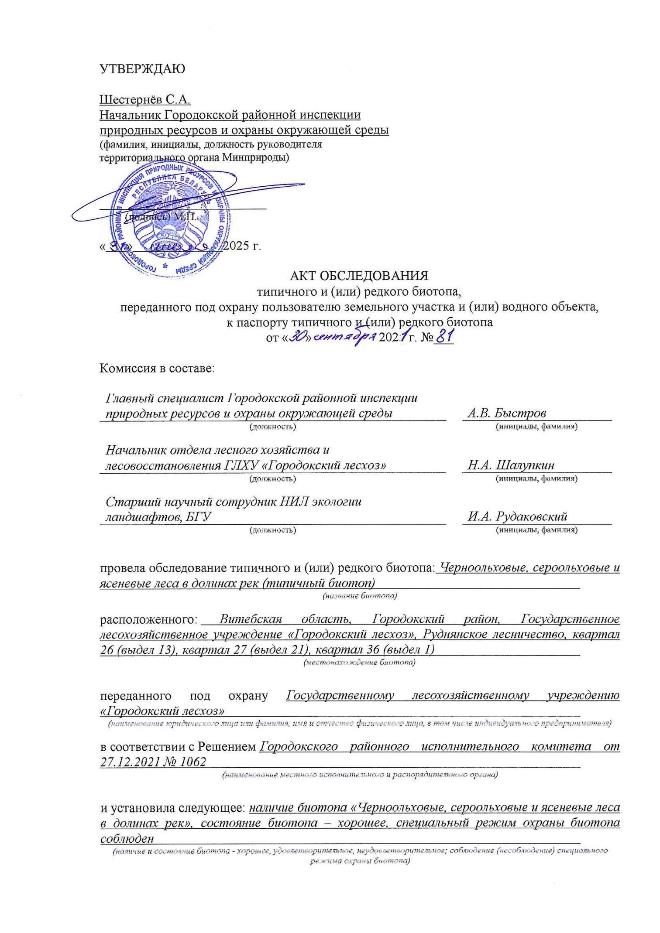 УТВЕРЖДАЮ
Шестернёв С.А.
Начальник Городокской районной инспекции
природных ресурсов и охраны окружающей среды
(фамилия, инициалы, должность руководителя
территориального органа Минприроды)
РЕСПУБЛИКА БЕЛАРУСЬ
(подпись) М.П.
« » 2025 г.
АКТ ОБСЛЕДОВАНИЯ
типичного и (или) редкого биотопа,
переданного под охрану пользователю земельного участка и (или) водного объекта,
к паспорту типичного и (или) редкого биотопа
от «30» сентября 2021 г. № 81
Комиссия в составе:
Главный специалист Городокской районной инспекции
природных ресурсов и охраны окружающей среды А.В. Быстров
(должность) (инициалы, фамилия)
Начальник отдела лесного хозяйства и
лесовосстановления ГЛХУ «Городокский лесхоз» Н.А. Шалупкин
(должность) (инициалы, фамилия)
Старший научный сотрудник НИЛ экологии
ландшафтов, БГУ И.А. Рудаковский
(должность) (инициалы, фамилия)
провела обследование типичного и (или) редкого биотопа: Черноольховые, сероольховые и
ясеневые леса в долинах рек (типичный биотоп)
(название биотопа)
расположенного: Витебская область, Городокский район, Государственное
лесохозяйственное учреждение «Городокский лесхоз», Руднянское лесничество, квартал
26 (выдел 13), квартал 27 (выдел 21), квартал 36 (выдел 1)
(местонахождение биотопа)
переданного под охрану Государственному лесохозяйственному учреждению
«Городокский лесхоз»
(наименование юридического лица или фамилия, имя и отчество физического лица, в том числе индивидуального предпринимателя)
в соответствии с Решением Городокского районного исполнительного комитета от
27.12.2021 № 1062
(наименование местного исполнительного и распорядительного органа)
и установила следующее: наличие биотопа «Черноольховые, сероольховые и ясеневые леса
в долинах рек», состояние биотопа – хорошее, специальный режим охраны биотопа
соблюден
(наличие и состояние биотопа - хорошее, удовлетворительное, неудовлетворительное; соблюдение (несоблюдение) специального
режима охраны биотопа)